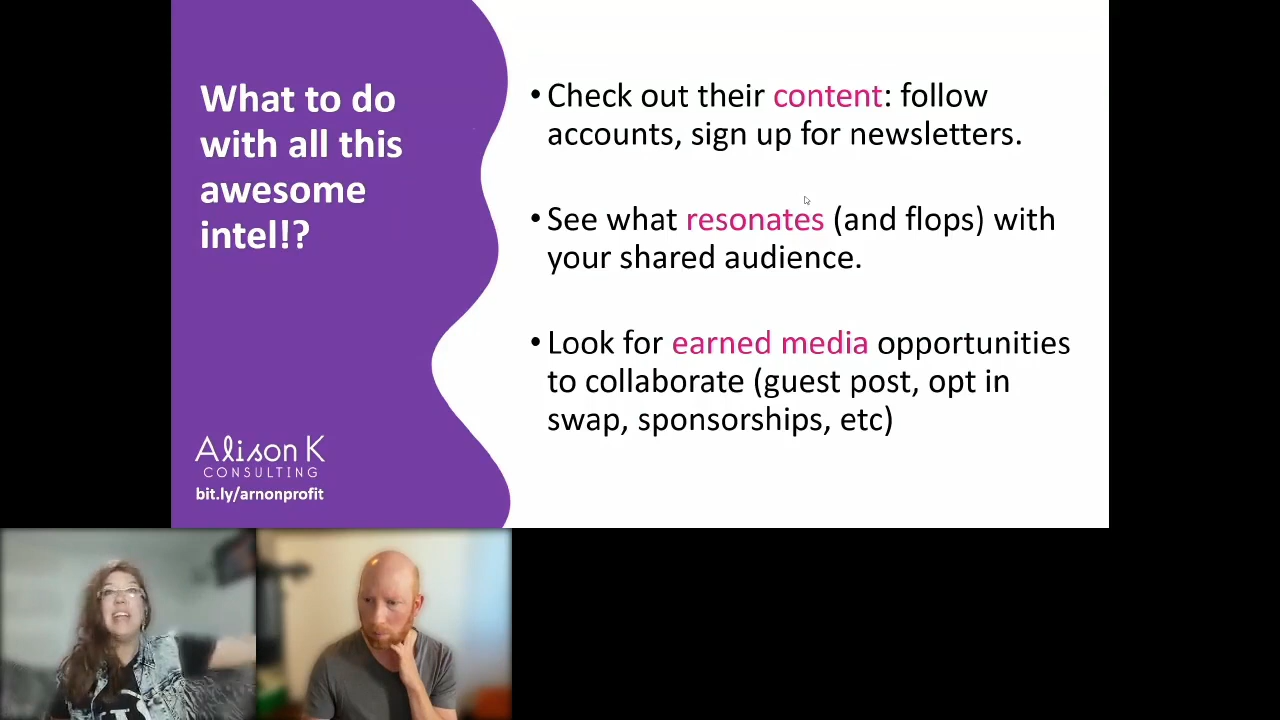 What to do
with all this
awesome
intel!?
• Check out their content: follow
accounts, sign up for newsletters.
• See what resonates (and flops) with
your shared audience.
• Look for earned media opportunities
to collaborate (guest post, opt in
swap, sponsorships, etc)
Alison K
CONSULTING
bit.ly/arnonprofit